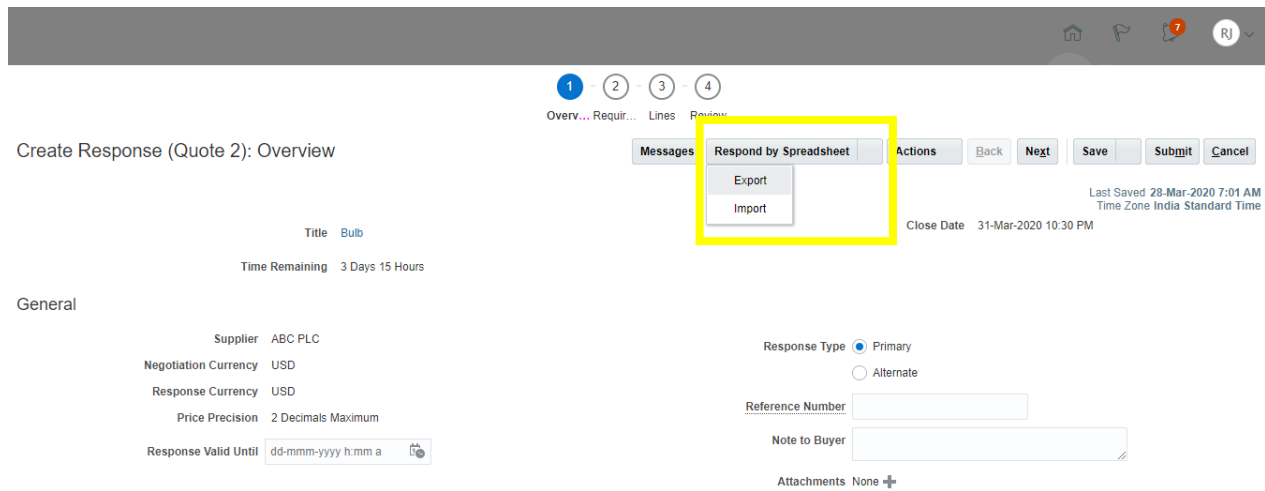 7
RJ
1 2 3 4
Overv... Requir... Lines Review
Create Response (Quote 2): Overview
Messages Respond by Spreadsheet Actions Back Next Save Submit Cancel
Export
Import
Last Saved 28-Mar-2020 7:01 AM
Time Zone India Standard Time
Title Bulb
Close Date 31-Mar-2020 10:30 PM
Time Remaining 3 Days 15 Hours
General
Supplier ABC PLC
Negotiation Currency USD
Response Currency USD
Price Precision 2 Decimals Maximum
Response Valid Until dd-mmm-yyyy h:mm a
Response Type Primary
Alternate
Reference Number
Note to Buyer
Attachments None